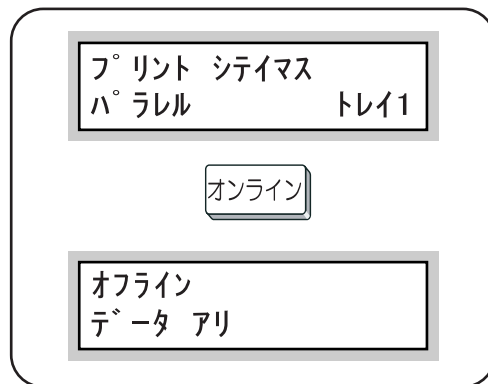 プリント シテイマス
パラレル トレイ1
オンライン
オフライン
データ アリ